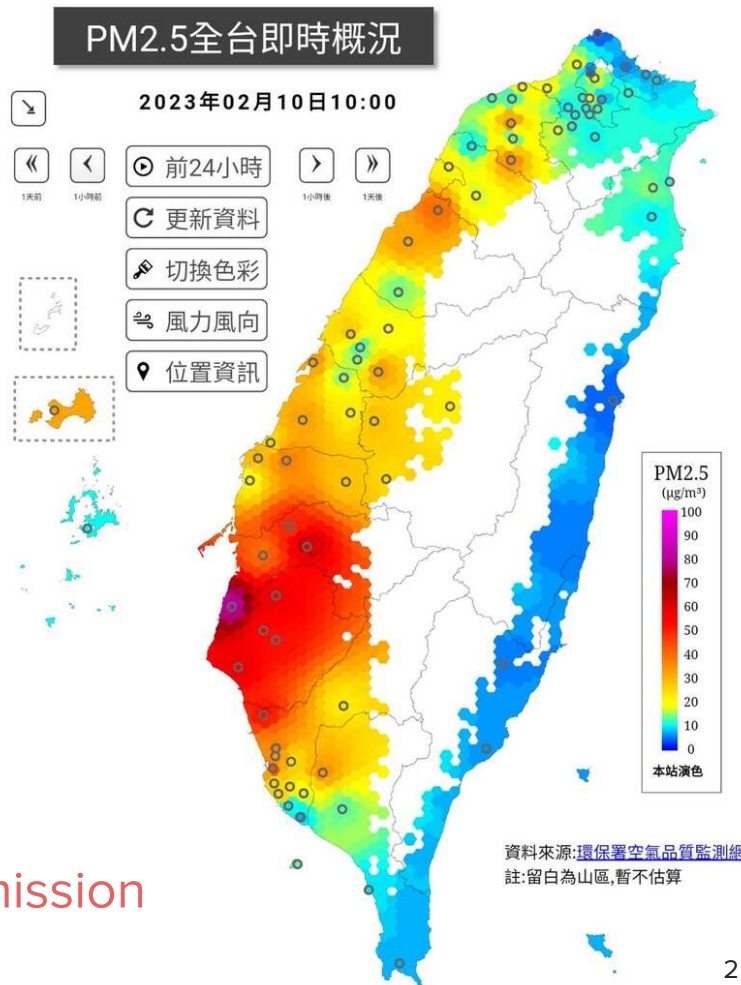 PM2.5全台即時概況
2023年02月10日10:00
前24小時
1天前
1小時前
1小時後
1天後
更新資料
切換色彩
風力風向
位置資訊
PM2.5
(μg/m³)
100
90
80
70
60
50
40
30
20
10
0
本站演色
資料來源:環保署空氣品質監測網
註:留白為山區,暫不估算
mission
2